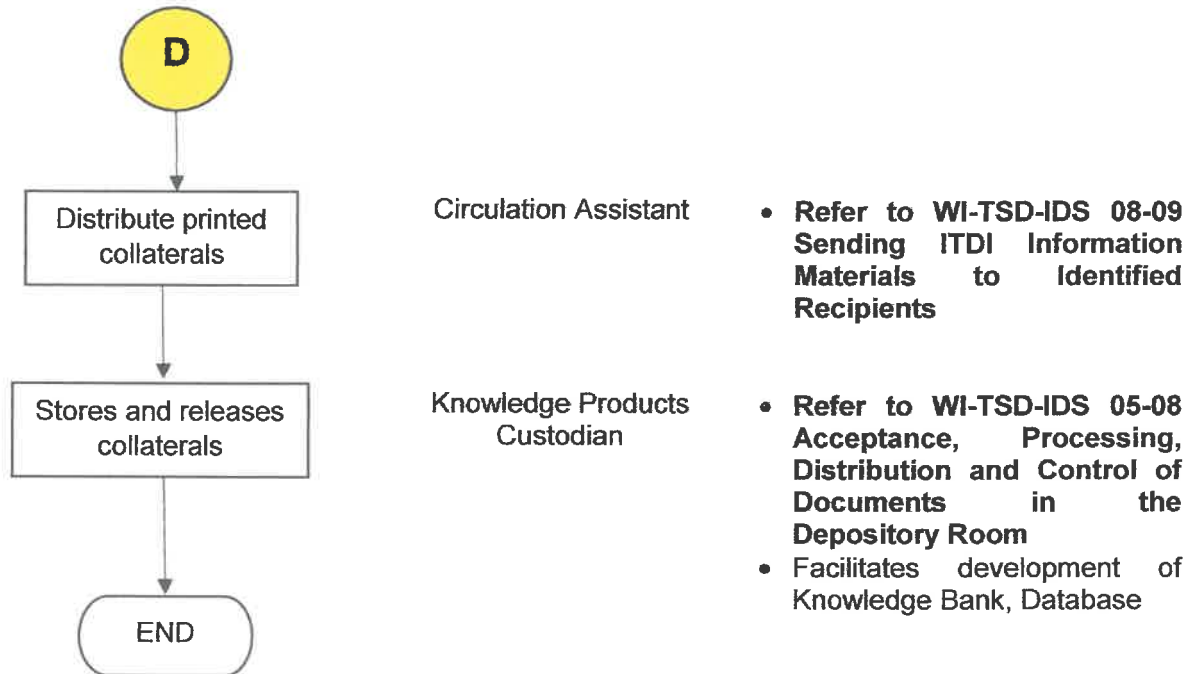 D
Distribute printed
collaterals
Circulation Assistant
• Refer to WI-TSD-IDS 08-09
Sending ITDI Information
Materials to Identified
Recipients
Stores and releases
collaterals
Knowledge Products
Custodian
• Refer to WI-TSD-IDS 05-08
Acceptance, Processing,
Distribution and Control of
Documents in the
Depository Room
• Facilitates development of
Knowledge Bank, Database
END